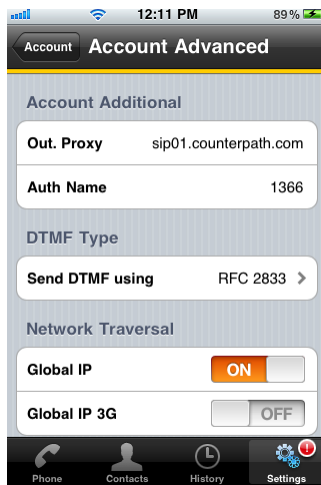 12:11 PM 89%
Account Account Advanced
Account Additional
Out. Proxy sip01.counterpath.com
Auth Name 1366
DTMF Type
Send DTMF using RFC 2833
Network Traversal
Global IP ON
Global IP 3G OFF
Phone Contacts History Settings